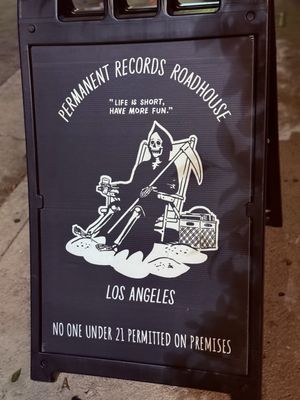 PERMANENT RECORDS ROADHOUSE
"LIFE IS SHORT,
HAVE MORE FUN."
LOS ANGELES
NO ONE UNDER 21 PERMITTED ON PREMISES